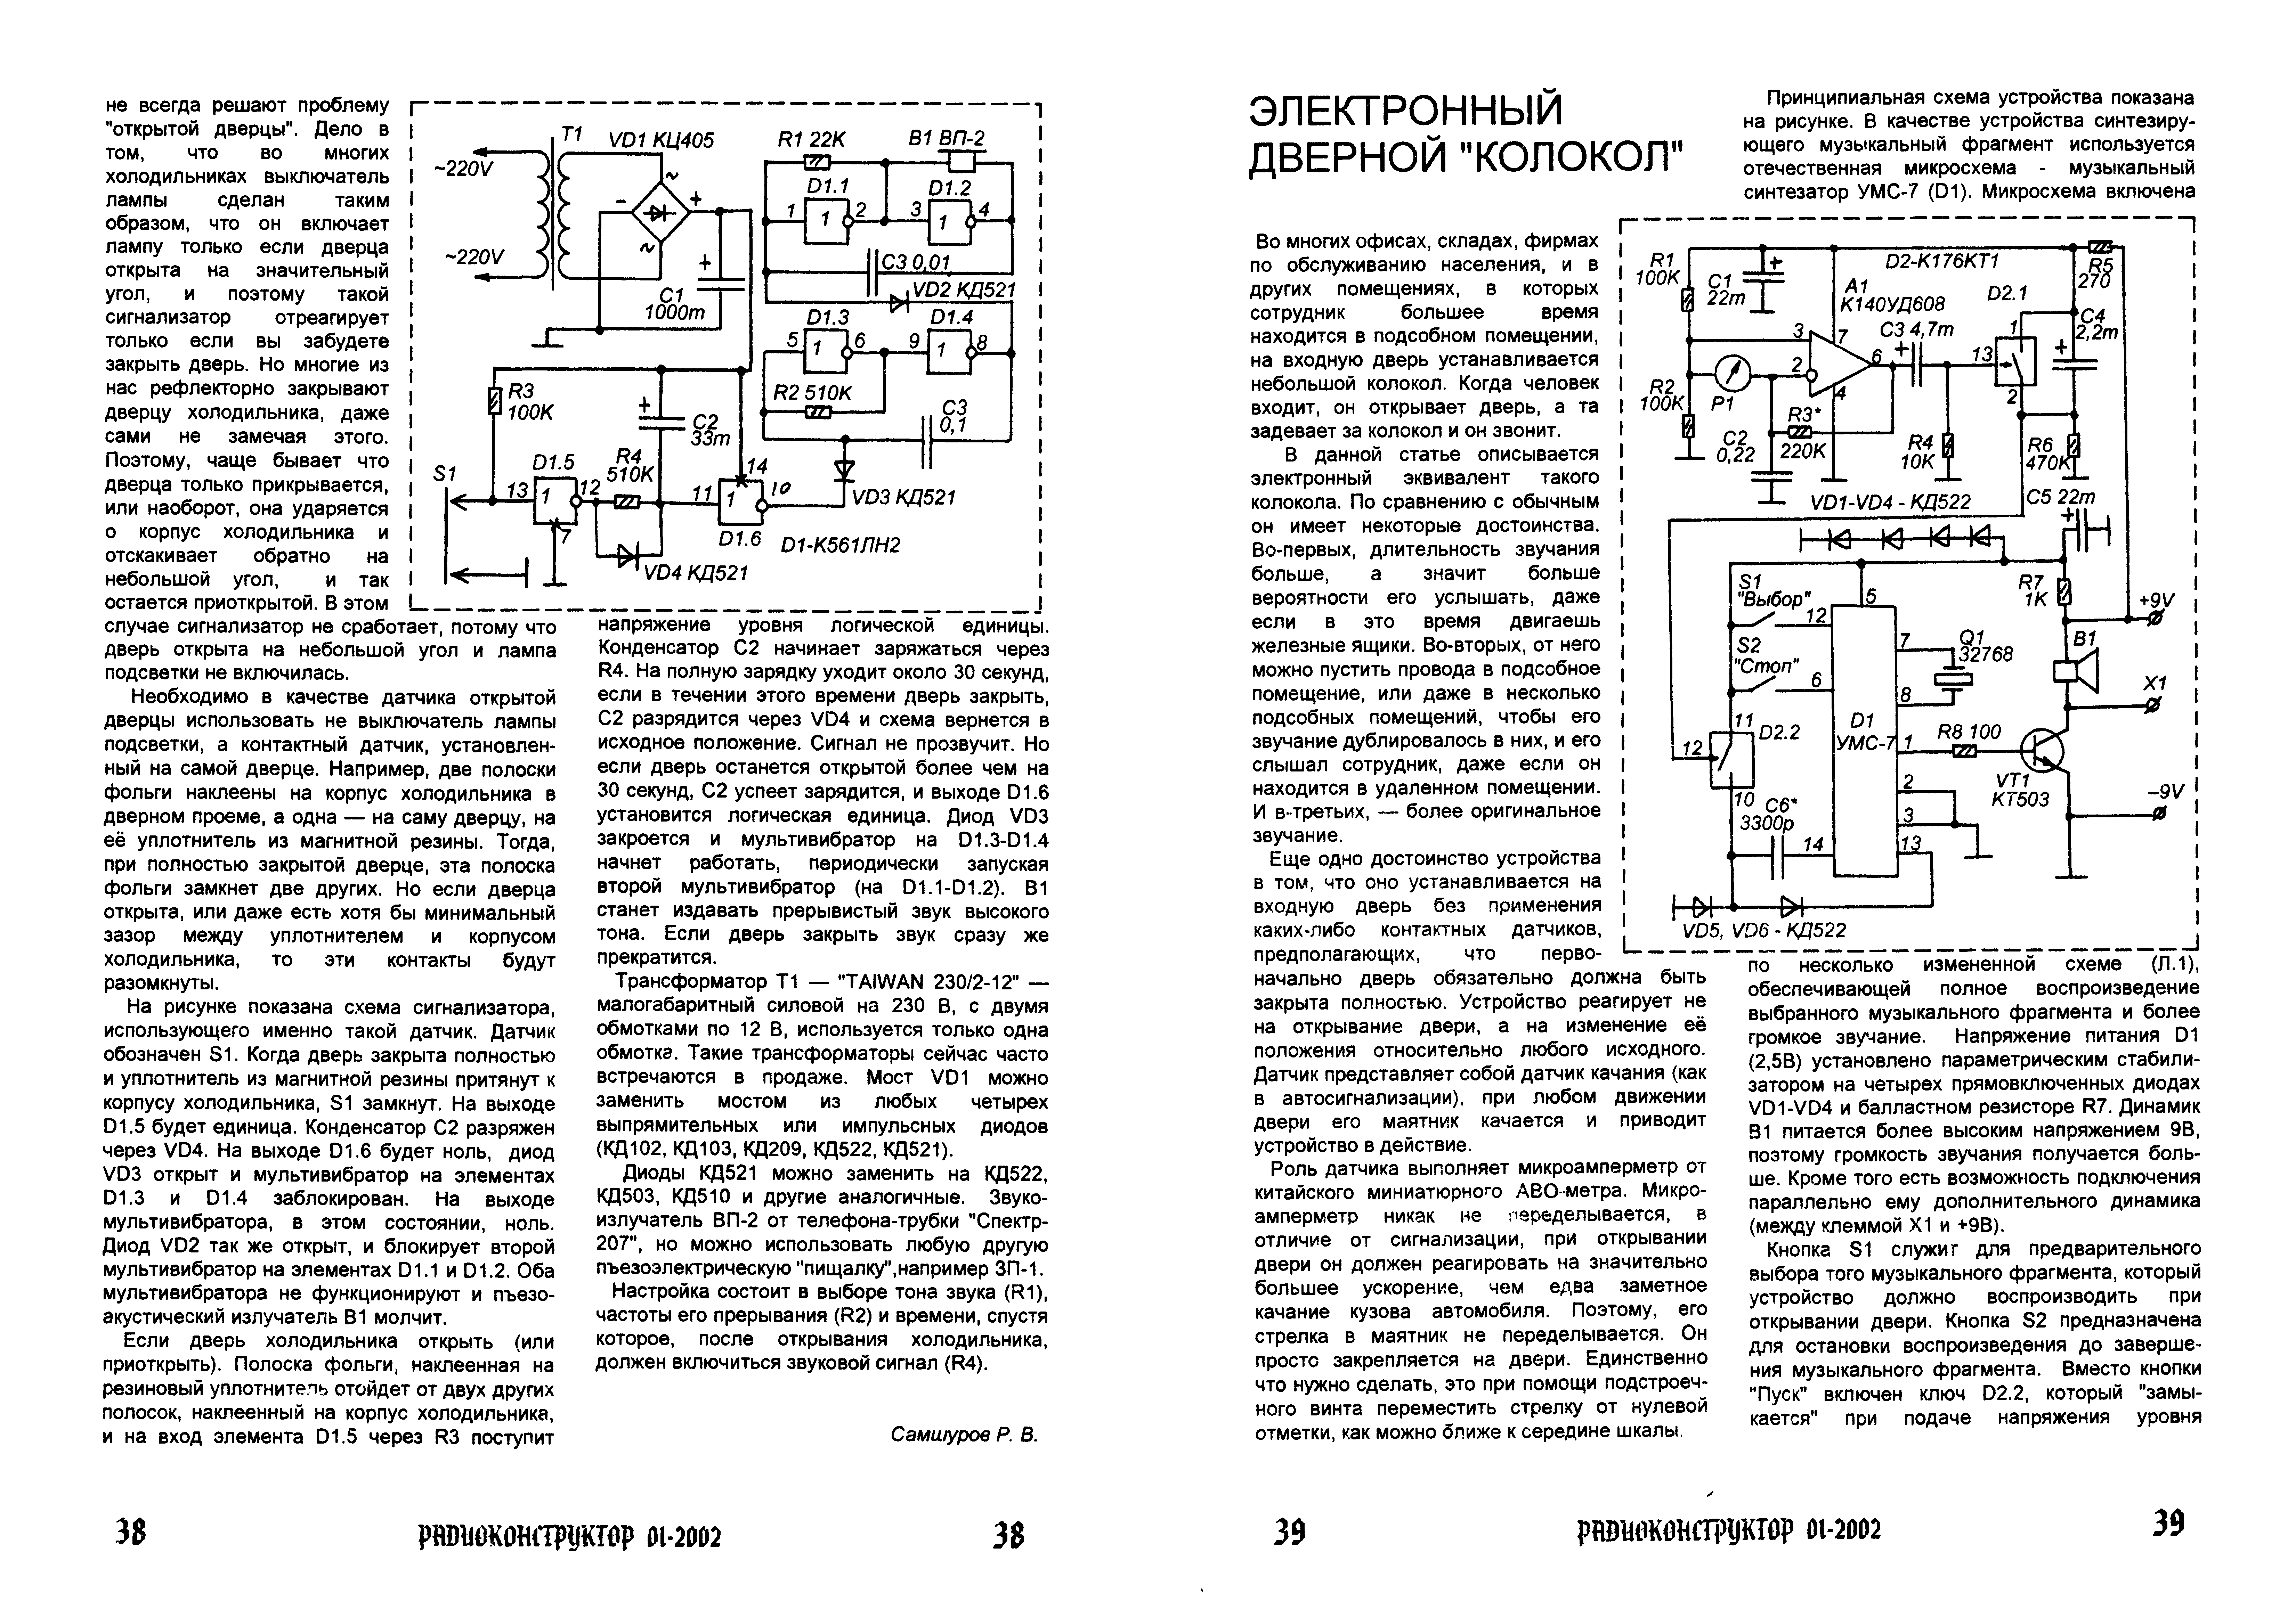 не всегда решают проблему
"открытой дверцы". Дело в
том, что во многих
холодильниках выключатель
лампы сделан таким
образом, что он включает
лампу только если дверца
открыта на значительный
угол, и поэтому такой
сигнализатор отреагирует
только если вы забудете
закрыть дверь. Но многие из
нас рефлекторно закрывают
дверцу холодильника, даже
сами не замечая этого.
Поэтому, чаще бывает что
дверца только прикрывается,
или наоборот, она ударяется
о корпус холодильника и
отскакивает обратно на
небольшой угол, и так
остается приоткрытой. В этом
случае сигнализатор не сработает, потому что
дверь открыта на небольшой угол и лампа
подсветки не включилась.
Необходимо в качестве датчика открытой
дверцы использовать не выключатель лампы
подсветки, а контактный датчик, установлен-
ный на самой дверце. Например, две полоски
фольги наклеены на корпус холодильника в
дверном проеме, а одна — на саму дверцу, на
её уплотнитель из магнитной резины. Тогда,
при полностью закрытой дверце, эта полоска
фольги замкнет две других. Но если дверца
открыта, или даже есть хотя бы минимальный
зазор между уплотнителем и корпусом
холодильника, то эти контакты будут
разомкнуты.
На рисунке показана схема сигнализатора,
использующего именно такой датчик. Датчик
обозначен S1. Когда дверь закрыта полностью
и уплотнитель из магнитной резины притянут к
корпусу холодильника, S1 замкнут. На выходе
D1.5 будет единица. Конденсатор С2 разряжен
через VD4. На выходе D1.6 будет ноль, диод
VD3 открыт и мультивибратор на элементах
D1.3 и D1.4 заблокирован. На выходе
мультивибратора, в этом состоянии, ноль.
Диод VD2 так же открыт, и блокирует второй
мультивибратор на элементах D1.1 и D1.2. Оба
мультивибратора не функционируют и пъезо-
акустический излучатель В1 молчит.
Если дверь холодильника открыть (или
приоткрыть). Полоска фольги, наклеенная на
резиновый уплотнитель отойдет от двух других
полосок, наклеенный на корпус холодильника,
и на вход элемента D1.5 через R3 поступит
T1
VD1 КЦ405
~220V
~220V
~
-
+
~
+
C1
1000m
R1 22K
B1 ВП-2
D1.1
D1.2
1
1
2
3
1
4
C3 0,01
VD2 КД521
D1.3
D1.4
5
1
6
9
1
8
R2 510K
C3
0,1
R3
100K
+
C2
33m
S1
D1.5
13
1
12
7
R4
510K
11
14
1
10
D1.6
VD3 КД521
VD4 КД521
D1-К561ЛН2
напряжение уровня логической единицы.
Конденсатор С2 начинает заряжаться через
R4. На полную зарядку уходит около 30 секунд,
если в течении этого времени дверь закрыть,
С2 разрядится через VD4 и схема вернется в
исходное положение. Сигнал не прозвучит. Но
если дверь останется открытой более чем на
30 секунд, С2 успеет зарядится, и выходе D1.6
установится логическая единица. Диод VD3
закроется и мультивибратор на D1.3-D1.4
начнет работать, периодически запуская
второй мультивибратор (на D1.1-D1.2). В1
станет издавать прерывистый звук высокого
тона. Если дверь закрыть звук сразу же
прекратится.
Трансформатор Т1 — "TAIWAN 230/2-12" —
малогабаритный силовой на 230 В, с двумя
обмотками по 12 В, используется только одна
обмотка. Такие трансформаторы сейчас часто
встречаются в продаже. Мост VD1 можно
заменить мостом из любых четырех
выпрямительных или импульсных диодов
(КД102, КД103, КД209, КД522, КД521).
Диоды КД521 можно заменить на КД522,
КД503, КД510 и другие аналогичные. Звуко-
излучатель ВП-2 от телефона-трубки "Спектр-
207", но можно использовать любую другую
пъезоэлектрическую "пищалку",например ЗП-1.
Настройка состоит в выборе тона звука (R1),
частоты его прерывания (R2) и времени, спустя
которое, после открывания холодильника,
должен включиться звуковой сигнал (R4).
Самшуров Р. В.
38
РАДИОКОНСТРУКТОР 01-2002
38
ЭЛЕКТРОННЫЙ
ДВЕРНОЙ "КОЛОКОЛ"
Во многих офисах, складах, фирмах
по обслуживанию населения, и в
других помещениях, в которых
сотрудник большее время
находится в подсобном помещении,
на входную дверь устанавливается
небольшой колокол. Когда человек
входит, он открывает дверь, а та
задевает за колокол и он звонит.
В данной статье описывается
электронный эквивалент такого
колокола. По сравнению с обычным
он имеет некоторые достоинства.
Во-первых, длительность звучания
больше, а значит больше
вероятности его услышать, даже
если в это время двигаешь
железные ящики. Во-вторых, от него
можно пустить провода в подсобное
помещение, или даже в несколько
подсобных помещений, чтобы его
звучание дублировалось в них, и его
слышал сотрудник, даже если он
находится в удаленном помещении.
И в-третьих, — более оригинальное
звучание.
Еще одно достоинство устройства
в том, что оно устанавливается на
входную дверь без применения
каких-либо контактных датчиков,
предполагающих, что перво-
начально дверь обязательно должна быть
закрыта полностью. Устройство реагирует не
на открывание двери, а на изменение её
положения относительно любого исходного.
Датчик представляет собой датчик качания (как
в автосигнализации), при любом движении
двери его маятник качается и приводит
устройство в действие.
Роль датчика выполняет микроамперметр от
китайского миниатюрного АВО-метра. Микро-
амперметр никак не переделывается, в
отличие от сигнализации, при открывании
двери он должен реагировать на значительно
большее ускорение, чем едва заметное
качание кузова автомобиля. Поэтому, его
стрелка в маятник не переделывается. Он
просто закрепляется на двери. Единственно
что нужно сделать, это при помощи подстроеч-
ного винта переместить стрелку от нулевой
отметки, как можно ближе к середине шкалы.
Принципиальная схема устройства показана
на рисунке. В качестве устройства синтезиру-
ющего музыкальный фрагмент используется
отечественная микросхема - музыкальный
синтезатор УМС-7 (D1). Микросхема включена
R1
100K
C1
22m
+
D2-К176КТ1
R5
270
A1
К140УД608
D2.1
3
7
C3 4,7m
+
1
C4
2,2m
+
2
6
13
4
2
R2
100K
P1
R3*
220K
C2
0,22
R4
10K
R6
470K
VD1-VD4 - КД522
C5 22m
+
S1
"Выбор"
5
12
R7
1K
+9V
S2
"Стоп"
6
7
Q1
32768
8
B1
X1
11
D2.2
12
10
D1
УМС-7
1
R8 100
VT1
КТ503
2
3
-9V
C6*
3300p
14
13
VD5, VD6 - КД522
по несколько измененной схеме (Л.1),
обеспечивающей полное воспроизведение
выбранного музыкального фрагмента и более
громкое звучание. Напряжение питания D1
(2,5В) установлено параметрическим стабили-
затором на четырех прямовключенных диодах
VD1-VD4 и балластном резисторе R7. Динамик
В1 питается более высоким напряжением 9В,
поэтому громкость звучания получается боль-
ше. Кроме того есть возможность подключения
параллельно ему дополнительного динамика
(между клеммой Х1 и +9В).
Кнопка S1 служит для предварительного
выбора того музыкального фрагмента, который
устройство должно воспроизводить при
открывании двери. Кнопка S2 предназначена
для остановки воспроизведения до заверше-
ния музыкального фрагмента. Вместо кнопки
"Пуск" включен ключ D2.2, который "замы-
кается" при подаче напряжения уровня
39
РАДИОКОНСТРУКТОР 01-2002
39